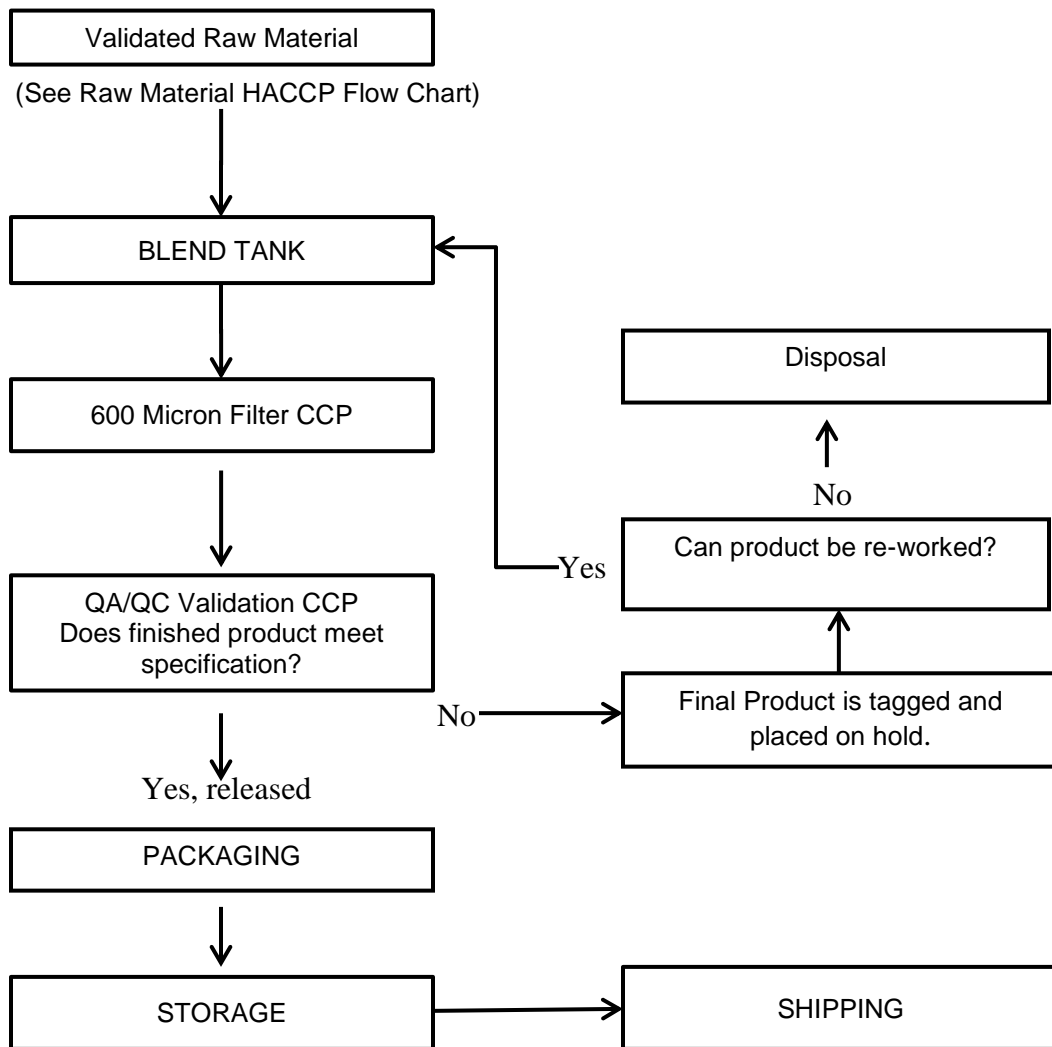 Validated Raw Material
(See Raw Material HACCP Flow Chart)
BLEND TANK
600 Micron Filter CCP
QA/QC Validation CCP
Does finished product meet
specification?
Yes, released
PACKAGING
STORAGE
SHIPPING
No
Final Product is tagged and
placed on hold.
Can product be re-worked?
Yes
No
Disposal